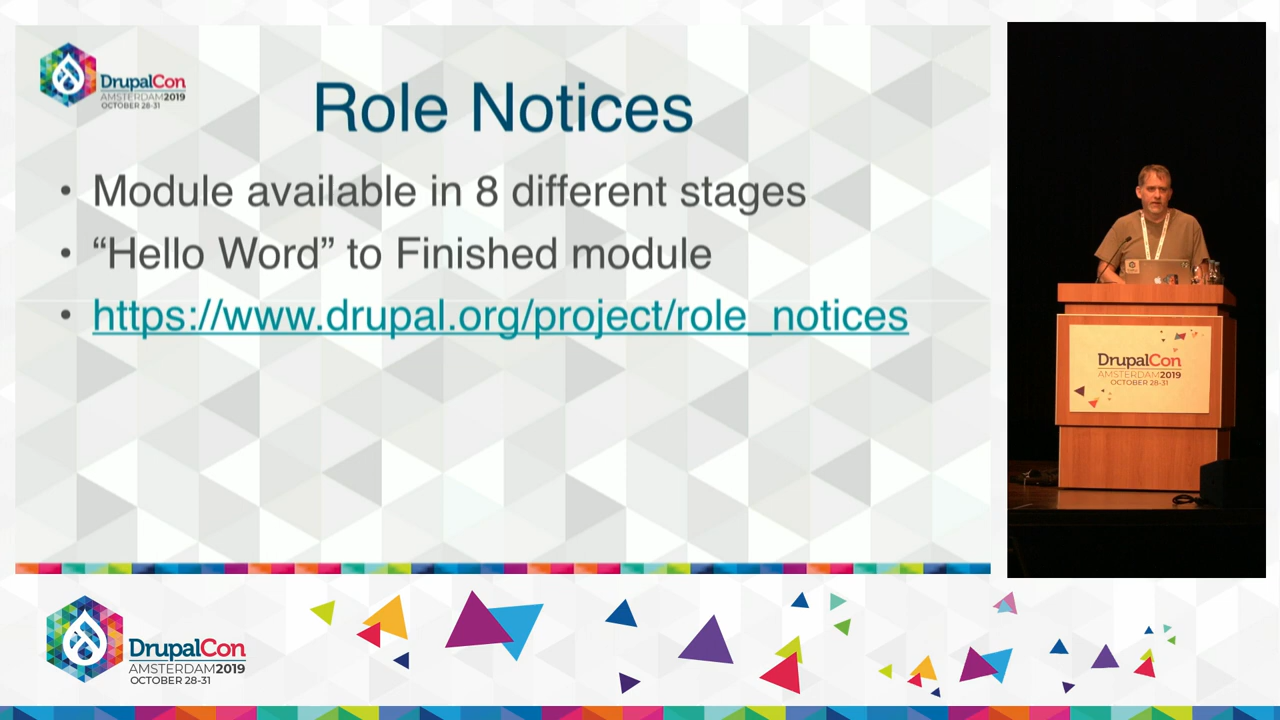 DrupalCon
AMSTERDAM2019
OCTOBER 28-31
Role Notices
• Module available in 8 different stages
• “Hello Word” to Finished module
• https://www.drupal.org/project/role_notices
DrupalCon
AMSTERDAM2019
OCTOBER 28-31
DrupalCon
AMSTERDAM2019
OCTOBER 28-31